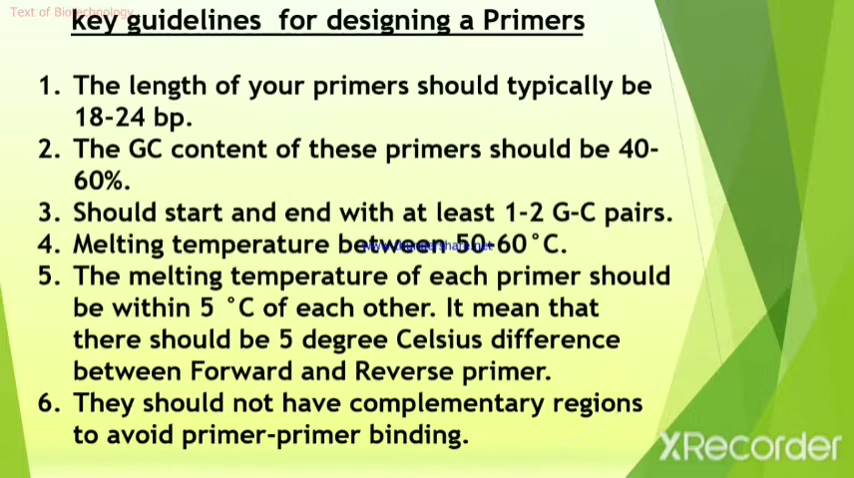 Text of Biotechnology
key guidelines for designing a Primers
1. The length of your primers should typically be
18-24 bp.
2. The GC content of these primers should be 40-
60%.
3. Should start and end with at least 1-2 G-C pairs.
4. Melting temperature between 50-60°C.
5. The melting temperature of each primer should
be within 5 °C of each other. It mean that
there should be 5 degree Celsius difference
between Forward and Reverse primer.
6. They should not have complementary regions
to avoid primer-primer binding.
XRecorder